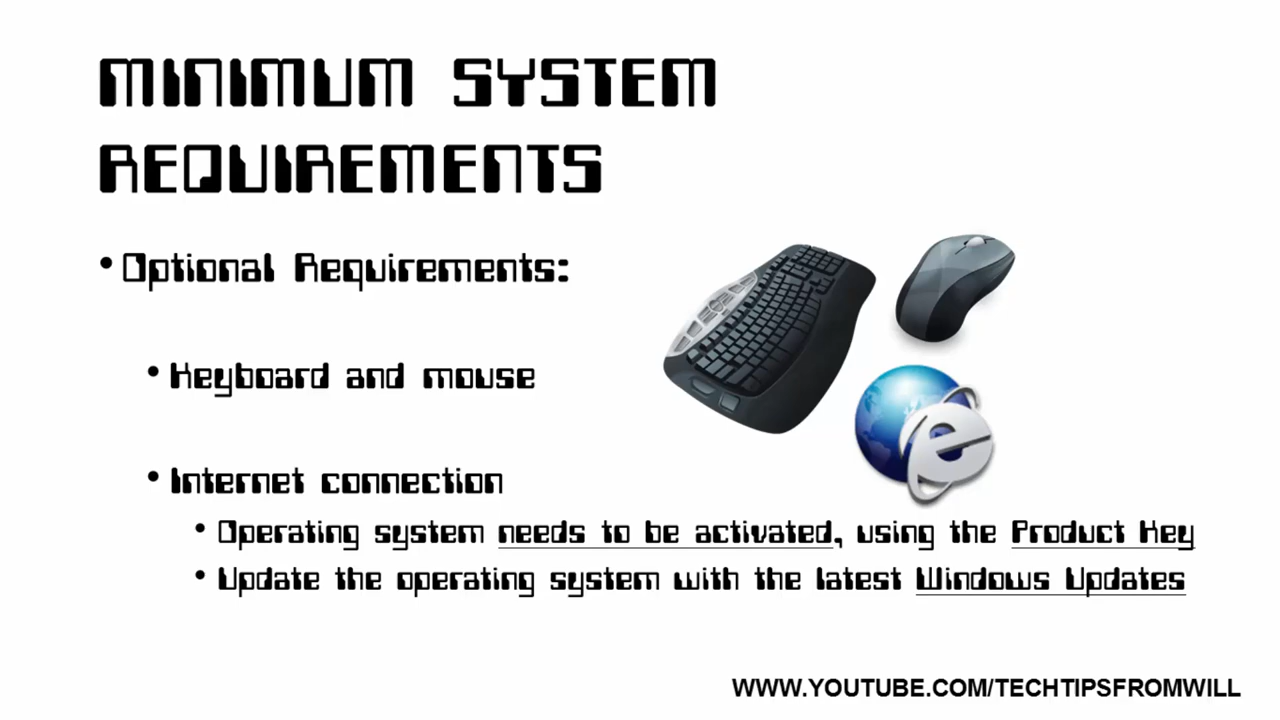 MINIMUM SYSTEM
REQUIREMENTS
• Optional Requirements:
• Keyboard and mouse
• Internet connection
• Operating system needs to be activated, using the Product Key
• Update the operating system with the latest Windows Updates
WWW.YOUTUBE.COM/TECHTIPSFROMWILL